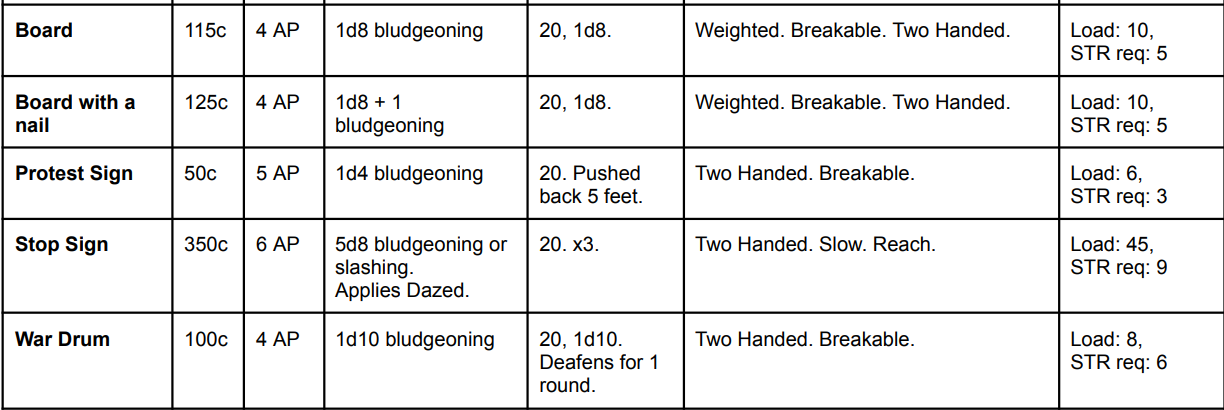 Board 115c 4 AP 1d8 bludgeoning 20, 1d8. Weighted. Breakable. Two Handed. Load: 10,
STR req: 5
Board with a 125c 4 AP 1d8 + 1 20, 1d8. Weighted. Breakable. Two Handed. Load: 10,
nail bludgeoning STR req: 5
Protest Sign 50c 5 AP 1d4 bludgeoning 20. Pushed Two Handed. Breakable. Load: 6,
back 5 feet. STR req: 3
Stop Sign 350c 6 AP 5d8 bludgeoning or 20. x3. Two Handed. Slow. Reach. Load: 45,
slashing. STR req: 9
Applies Dazed.
War Drum 100c 4 AP 1d10 bludgeoning 20, 1d10. Two Handed. Breakable. Load: 8,
Deafens for 1 STR req: 6
round.